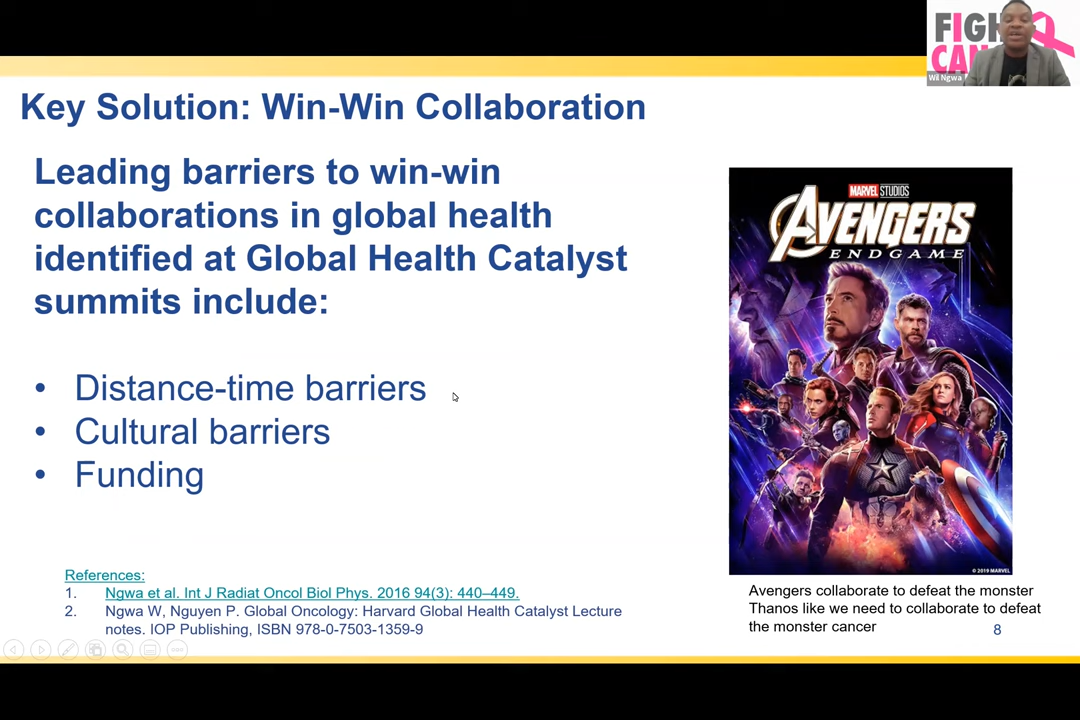 FIGH
CAN
Wil Ngwa
Key Solution: Win-Win Collaboration
Leading barriers to win-win
collaborations in global health
identified at Global Health Catalyst
summits include:
• Distance-time barriers
• Cultural barriers
• Funding
MARVEL STUDIOS
AVENGERS
ENDGAME
© 2019 MARVEL
Avengers collaborate to defeat the monster
Thanos like we need to collaborate to defeat
the monster cancer
References:
1. Ngwa et al. Int J Radiat Oncol Biol Phys. 2016 94(3): 440–449.
2. Ngwa W, Nguyen P. Global Oncology: Harvard Global Health Catalyst Lecture
notes. IOP Publishing, ISBN 978-0-7503-1359-9
8